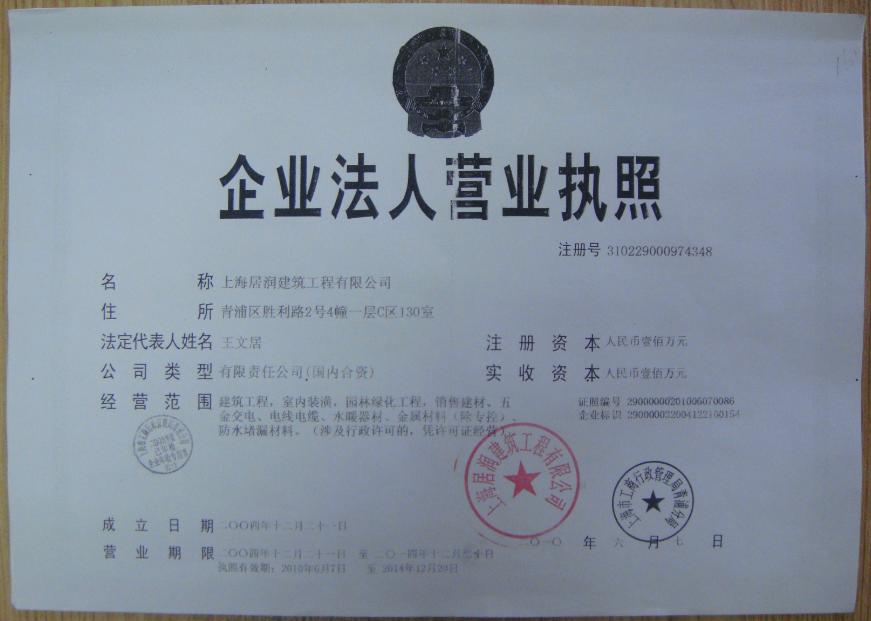 企业法人营业执照
注册号 310229000974348
名称 上海居润建筑工程有限公司
住所 青浦区胜利路2号4幢一层C区130室
法定代表人姓名 王文居
注册资本 人民币壹佰万元
公司类型 有限责任公司(国内合资)
实收资本 人民币壹佰万元
经营范围 建筑工程，室内装潢，园林绿化工程，销售建材、五
金交电、电线电缆、水暖器材、金属材料（除专控）、
防水堵漏材料。（涉及行政许可的，凭许可证经营）
证照编号 29000000201006070086
企业标识 29000003200412210015A
上海居润建筑工程有限公司
上海市工商行政管理局青浦分局
成立日期 二〇〇四年十二月二十一日
营业期限 二〇〇四年十二月二十一日 至 二〇一四年十二月二十日
二〇一〇 年 六 月 七 日
执照有效期：2010年6月7日 至 2014年12月20日